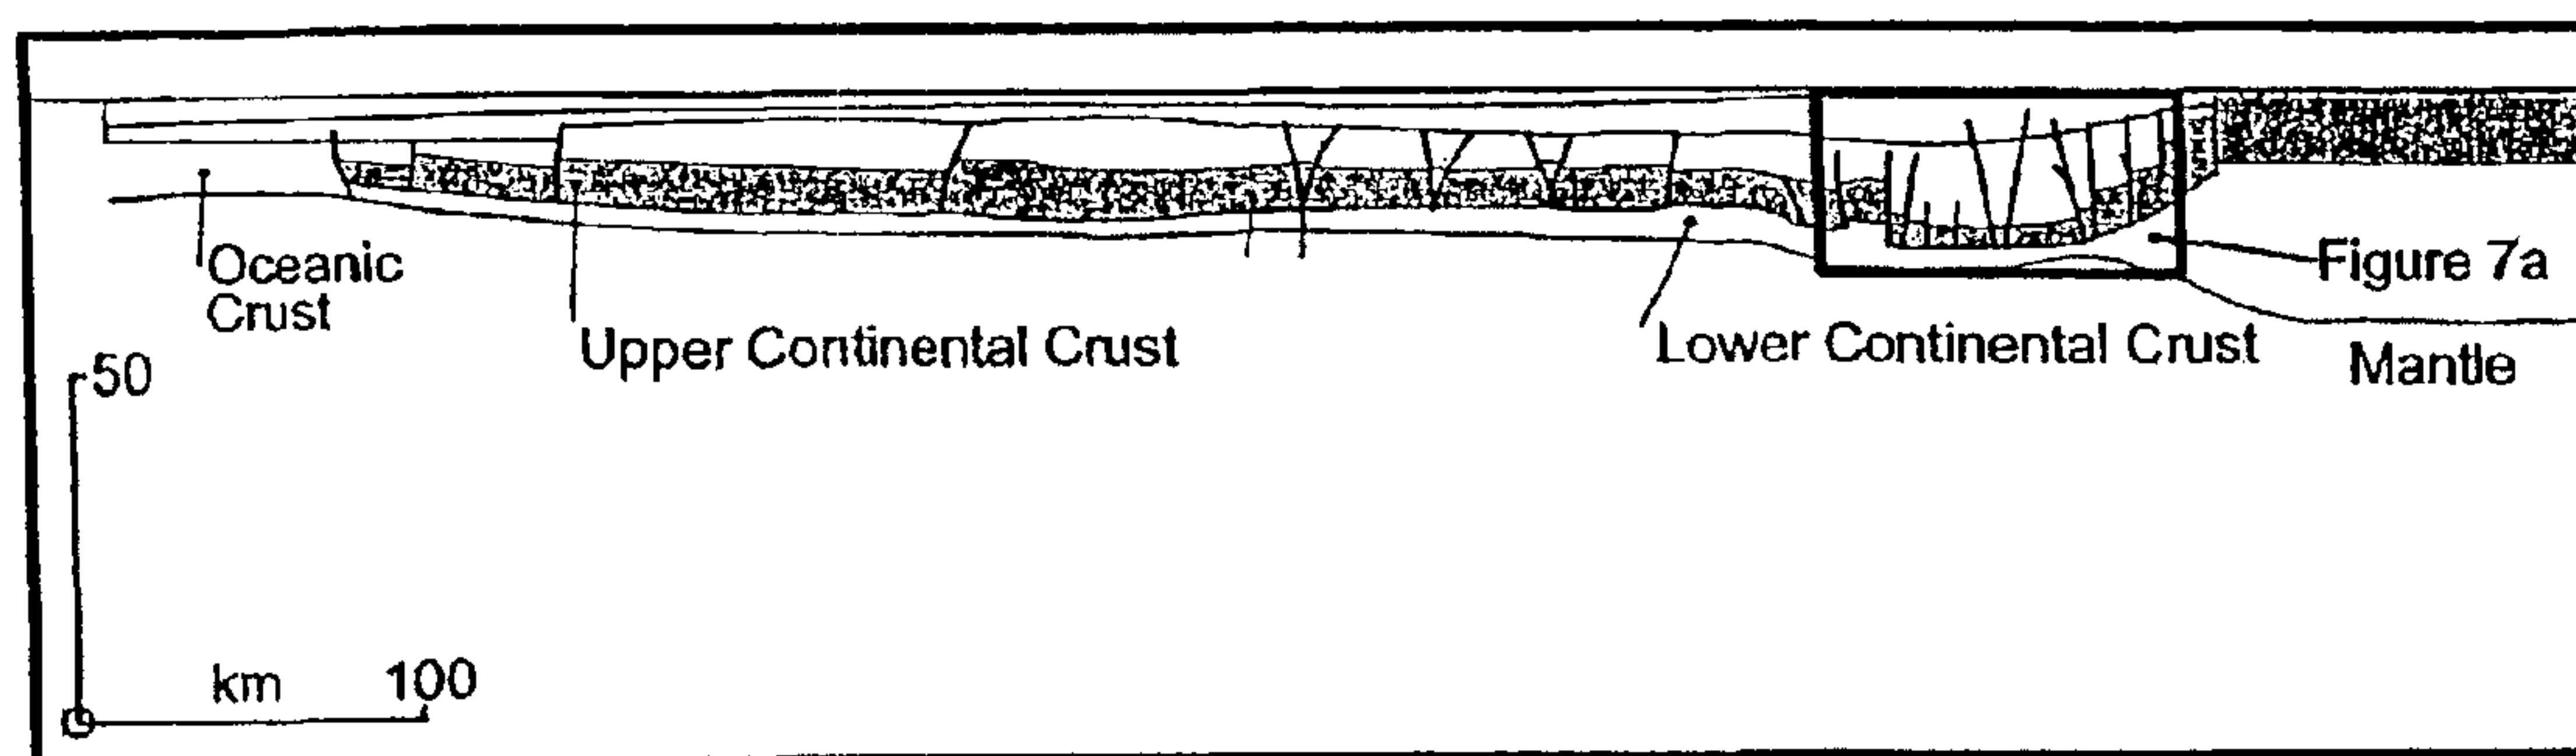 Oceanic
Crust
Upper Continental Crust
Lower Continental Crust
Figure 7a
Mantle
50
km 100
0